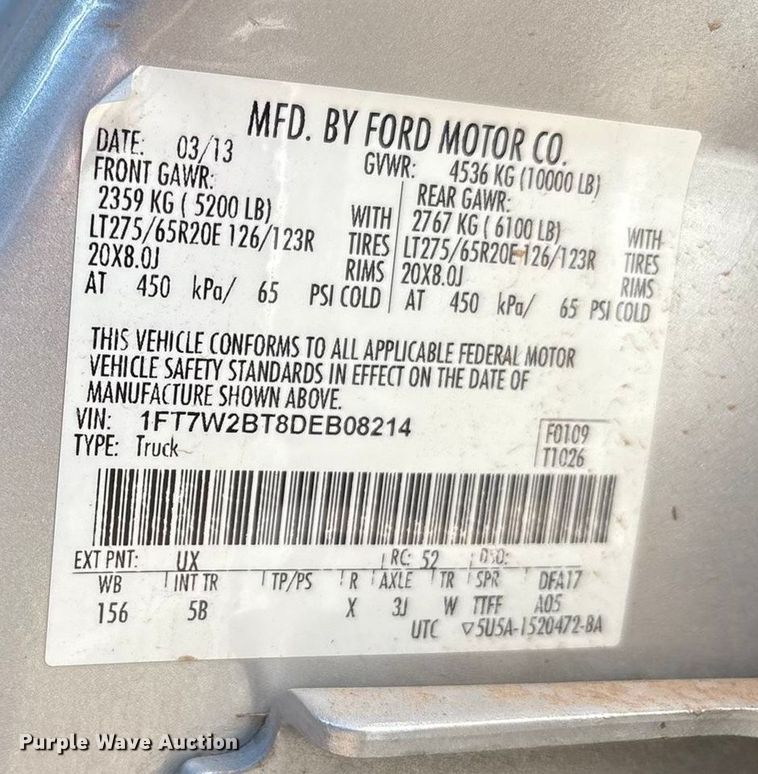 MFD. BY FORD MOTOR CO.
DATE: 03/13 GVWR: 4536 KG (10000 LB)
FRONT GAWR: REAR GAWR:
2359 KG ( 5200 LB) WITH 2767 KG ( 6100 LB) WITH
LT275/65R20E 126/123R TIRES LT275/65R20E 126/123R TIRES
20X8.0J RIMS 20X8.0J RIMS
AT 450 kPa/ 65 PSI COLD AT 450 kPa/ 65 PSI COLD
THIS VEHICLE CONFORMS TO ALL APPLICABLE FEDERAL MOTOR
VEHICLE SAFETY STANDARDS IN EFFECT ON THE DATE OF
MANUFACTURE SHOWN ABOVE.
VIN: 1FT7W2BT8DEB08214
TYPE: Truck
F0109
T1026
EXT PNT: UX RC: 52 DSO:
WB INT TR TP/PS R AXLE TR SPR DFA17
156 5B X 3J W TTFF A05
UTC ▽5U5A-1520472-BA
Purple Wave Auction